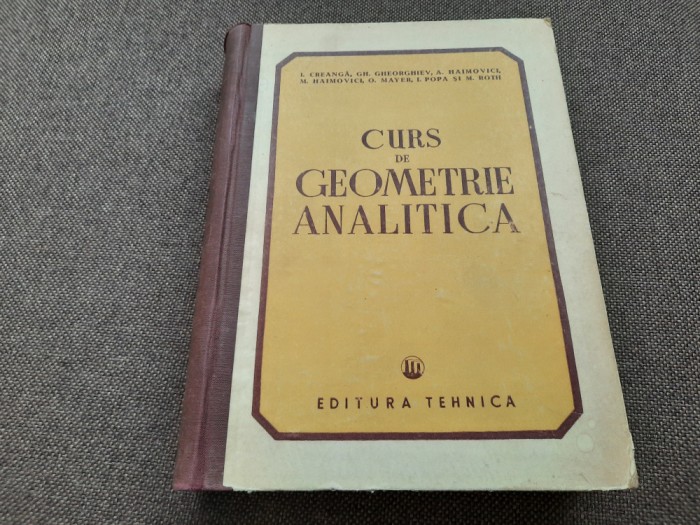 I. CREANGĂ, GH. GHEORGHIEV, A. HAIMOVICI,
M. HAIMOVICI, O. MAYER, I. POPA ȘI M. ROTH
CURS
DE
GEOMETRIE
ANALITICA
EDITURA TEHNICA